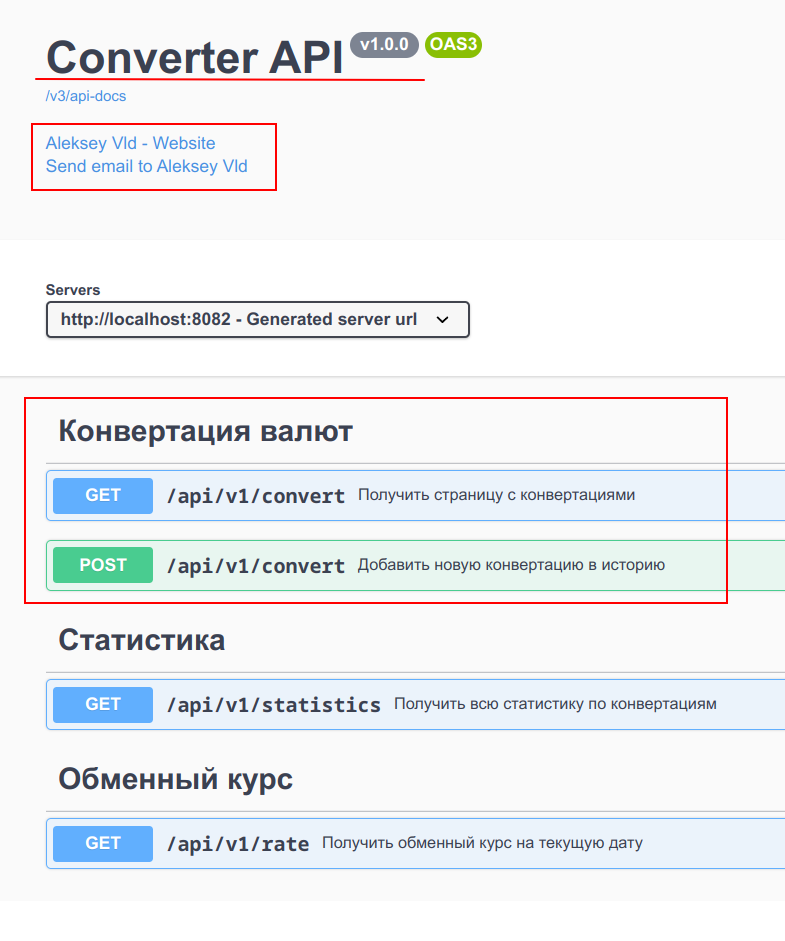 Converter API v1.0.0 OAS3
/v3/api-docs
Aleksey Vld - Website
Send email to Aleksey Vld
Servers
http://localhost:8082 - Generated server url
Конвертация валют
GET /api/v1/convert Получить страницу с конвертациями
POST /api/v1/convert Добавить новую конвертацию в историю
Статистика
GET /api/v1/statistics Получить всю статистику по конвертациям
Обменный курс
GET /api/v1/rate Получить обменный курс на текущую дату